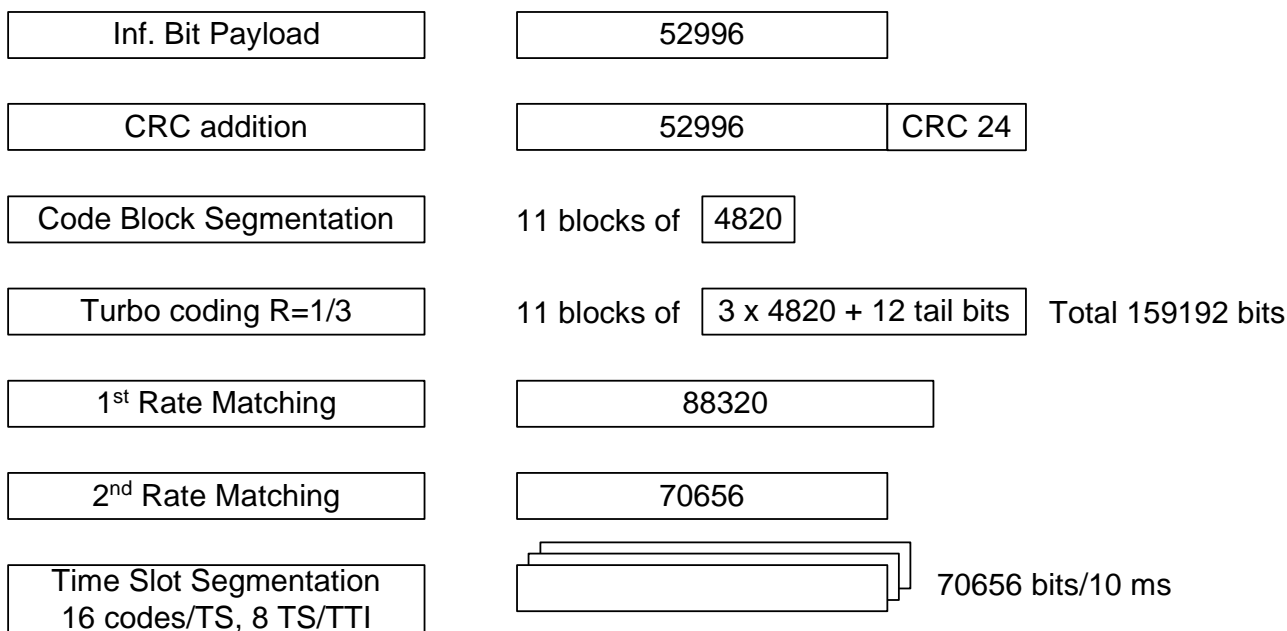 Inf. Bit Payload 52996
CRC addition 52996 CRC 24
Code Block Segmentation 11 blocks of 4820
Turbo coding R=1/3 11 blocks of 3 x 4820 + 12 tail bits Total 159192 bits
1st Rate Matching 88320
2nd Rate Matching 70656
Time Slot Segmentation
16 codes/TS, 8 TS/TTI
70656 bits/10 ms